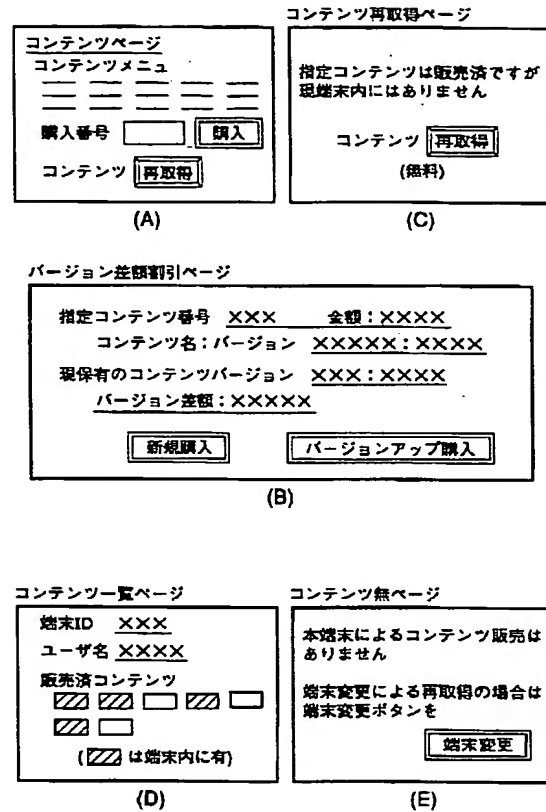 コンテンツページ
コンテンツメニュ
購入番号 購入
コンテンツ 再取得
(A)
コンテンツ再取得ページ
指定コンテンツは販売済ですが
現端末内にはありません
コンテンツ 再取得
(無料)
(C)
バージョン差額割引ページ
指定コンテンツ番号 ××× 金額:××××
コンテンツ名:バージョン ×××××:××××
現保有のコンテンツバージョン ×××:××××
バージョン差額:×××××
新規購入 バージョンアップ購入
(B)
コンテンツ一覧ページ
端末ID ×××
ユーザ名 ××××
販売済コンテンツ
( は端末内に有)
(D)
コンテンツ無ページ
本端末によるコンテンツ販売は
ありません
端末変更による再取得の場合は
端末変更ボタンを
端末変更
(E)